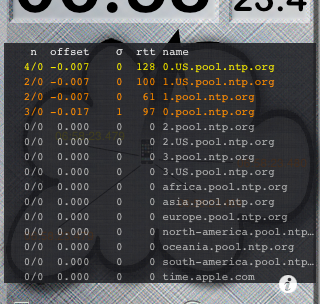 23.4
n offset σ rtt name
4/0 -0.007 0 128 0.US.pool.ntp.org
2/0 -0.007 0 100 1.US.pool.ntp.org
2/0 -0.007 0 61 1.pool.ntp.org
3/0 -0.017 1 97 0.pool.ntp.org
0/0 0.000 0 0 2.pool.ntp.org
0/0 0.000 0 0 2.US.pool.ntp.org
0/0 0.000 0 0 3.pool.ntp.org
0/0 0.000 0 0 3.US.pool.ntp.org
0/0 0.000 0 0 africa.pool.ntp.org
0/0 0.000 0 0 asia.pool.ntp.org
0/0 0.000 0 0 europe.pool.ntp.org
0/0 0.000 0 0 north-america.pool.ntp...
0/0 0.000 0 0 oceania.pool.ntp.org
0/0 0.000 0 0 south-america.pool.ntp...
0/0 0.000 0 0 time.apple.com
i